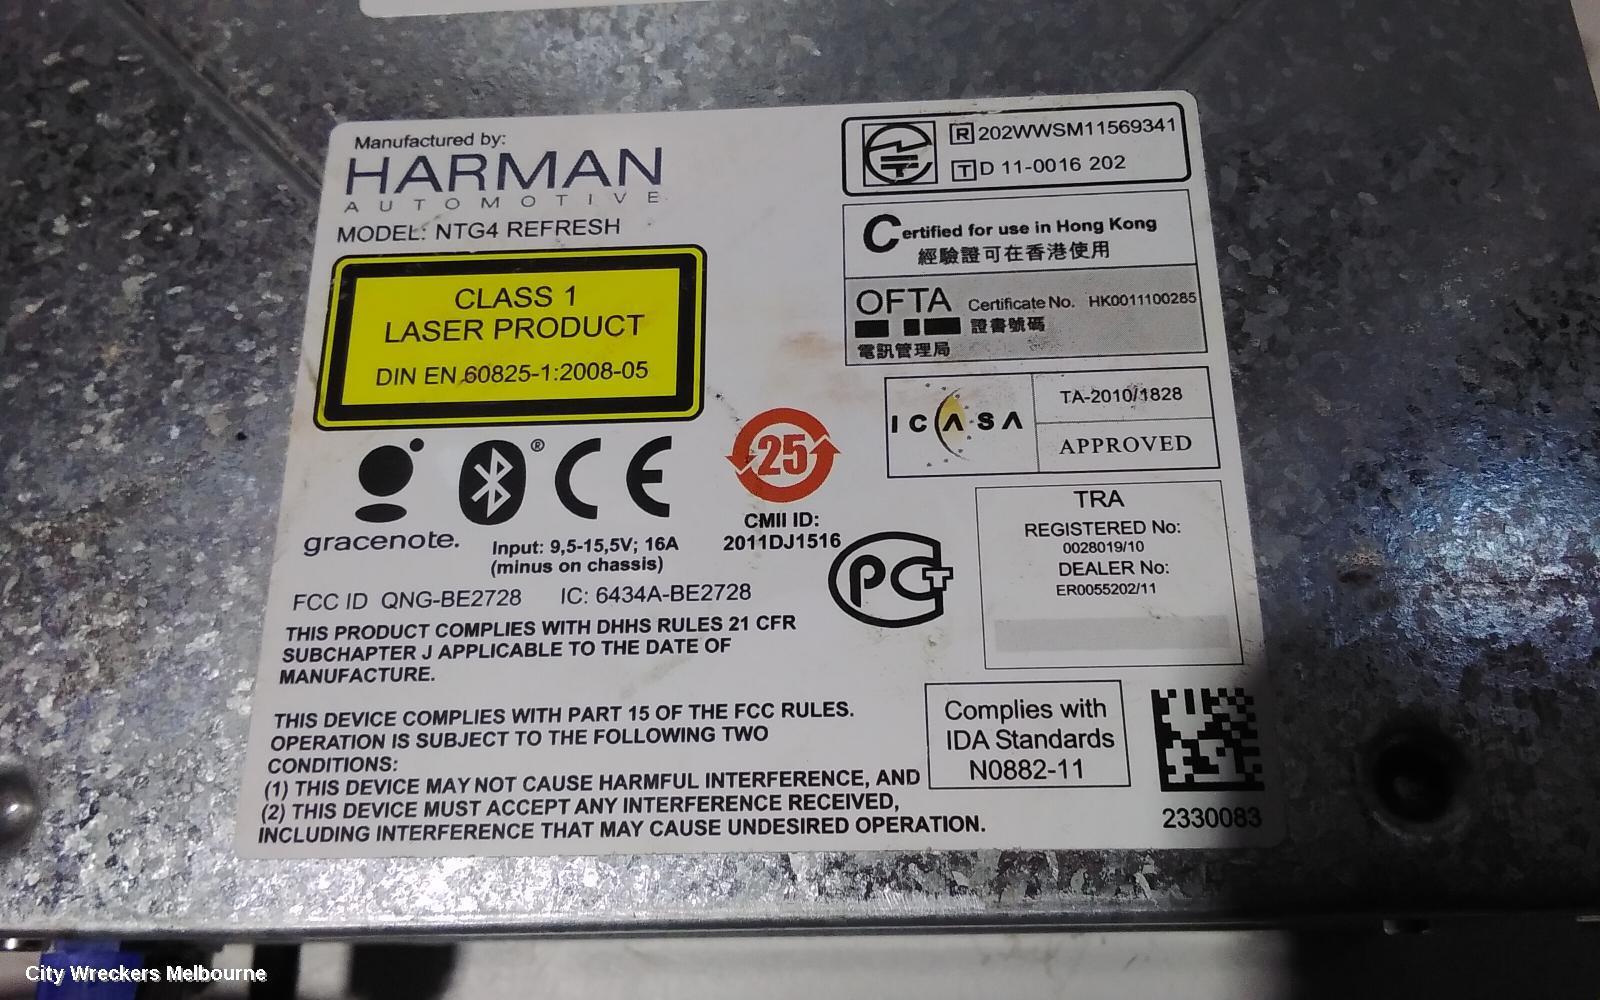 Manufactured by:
HARMAN
AUTOMOTIVE
MODEL: NTG4 REFRESH
CLASS 1
LASER PRODUCT
DIN EN 60825-1:2008-05
gracenote.
®
CE
Input: 9,5-15,5V; 16A
(minus on chassis)
25
CMII ID:
2011DJ1516
FCC ID QNG-BE2728 IC: 6434A-BE2728
THIS PRODUCT COMPLIES WITH DHHS RULES 21 CFR
SUBCHAPTER J APPLICABLE TO THE DATE OF
MANUFACTURE.
THIS DEVICE COMPLIES WITH PART 15 OF THE FCC RULES.
OPERATION IS SUBJECT TO THE FOLLOWING TWO
CONDITIONS:
(1) THIS DEVICE MAY NOT CAUSE HARMFUL INTERFERENCE, AND
(2) THIS DEVICE MUST ACCEPT ANY INTERFERENCE RECEIVED,
INCLUDING INTERFERENCE THAT MAY CAUSE UNDESIRED OPERATION.
R 202WWSM11569341
T D 11-0016 202
Certified for use in Hong Kong
經驗證可在香港使用
OFTA Certificate No. HK0011100285
證書號碼
電訊管理局
ICASA
TA-2010/1828
APPROVED
PCT
TRA
REGISTERED No:
0028019/10
DEALER No:
ER0055202/11
Complies with
IDA Standards
N0882-11
2330083
City Wreckers Melbourne